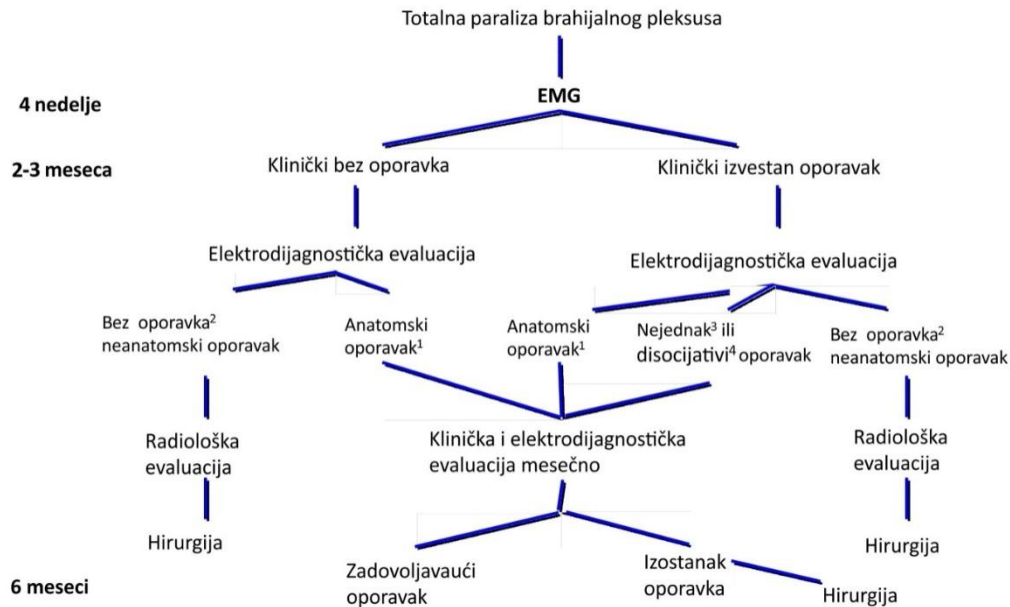 Totalna paraliza brahijalnog pleksusa
4 nedelje
EMG
2-3 meseca
Klinički bez oporavka
Klinički izvestan oporavak
Elektrodijagnostička evaluacija
Elektrodijagnostička evaluacija
Bez oporavka²
neanatomski oporavak
Anatomski
oporavak¹
Anatomski
oporavak¹
Nejednak³ ili
disocijativi⁴ oporavak
Bez oporavka²
neanatomski oporavak
Radiološka
evaluacija
Klinička i elektrodijagnostička
evaluacija mesečno
Radiološka
evaluacija
Hirurgija
Hirurgija
6 meseci
Zadovoljavaući
oporavak
Izostanak
oporavka
Hirurgija